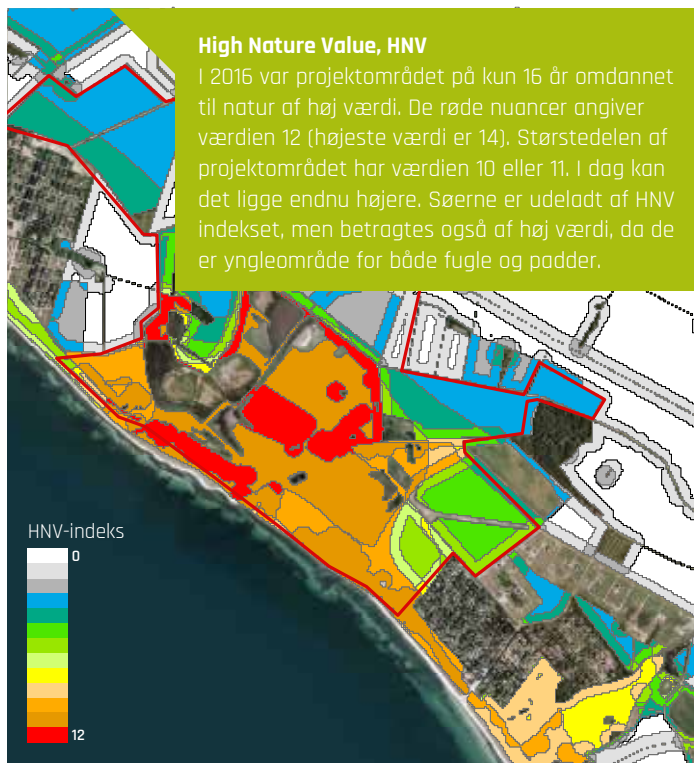 High Nature Value, HNV
I 2016 var projektområdet på kun 16 år omdannet
til natur af høj værdi. De røde nuancer angiver
værdien 12 (højeste værdi er 14). Størstedelen af
projektområdet har værdien 10 eller 11. I dag kan
det ligge endnu højere. Søerne er udeladt af HNV
indekset, men betragtes også af høj værdi, da de
er yngleområde for både fugle og padder.
HNV-indeks
0
12